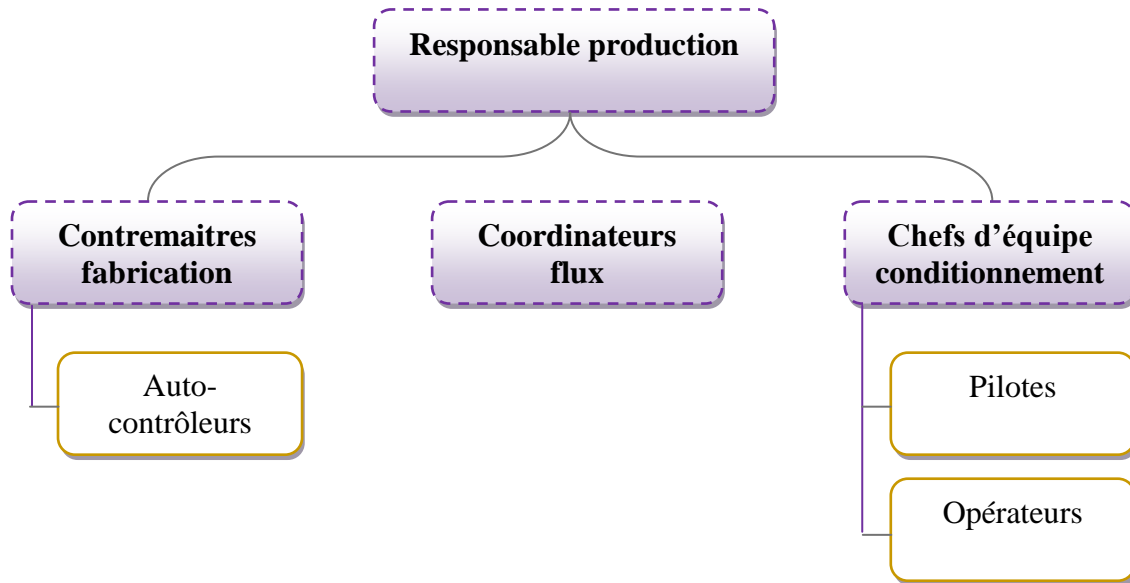 Responsable production
Contremaitres
fabrication
Coordinateurs
flux
Chefs d’équipe
conditionnement
Auto-
contrôleurs
Pilotes
Opérateurs